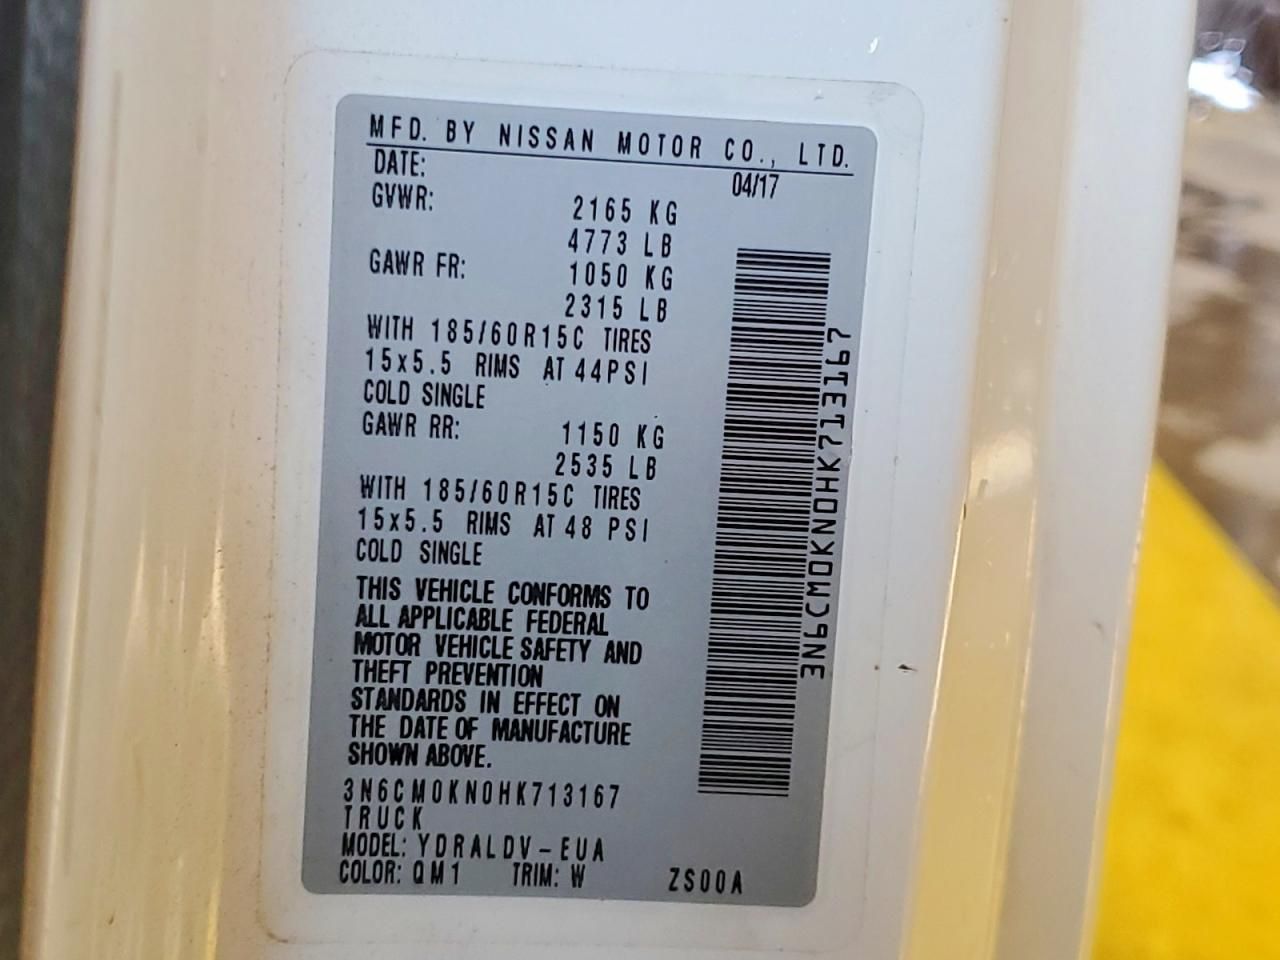 MFD. BY NISSAN MOTOR CO., LTD.
DATE: 04/17
GVWR: 2165 KG
4773 LB
GAWR FR: 1050 KG
2315 LB
WITH 185/60R15C TIRES
15x5.5 RIMS AT 44PSI
COLD SINGLE
GAWR RR: 1150 KG
2535 LB
WITH 185/60R15C TIRES
15x5.5 RIMS AT 48 PSI
COLD SINGLE
THIS VEHICLE CONFORMS TO
ALL APPLICABLE FEDERAL
MOTOR VEHICLE SAFETY AND
THEFT PREVENTION
STANDARDS IN EFFECT ON
THE DATE OF MANUFACTURE
SHOWN ABOVE.
3N6CM0KN0HK713167
TRUCK
MODEL: YDRALDV-EUA
COLOR: QM1 TRIM: W ZS00A
3N6CM0KN0HK713167